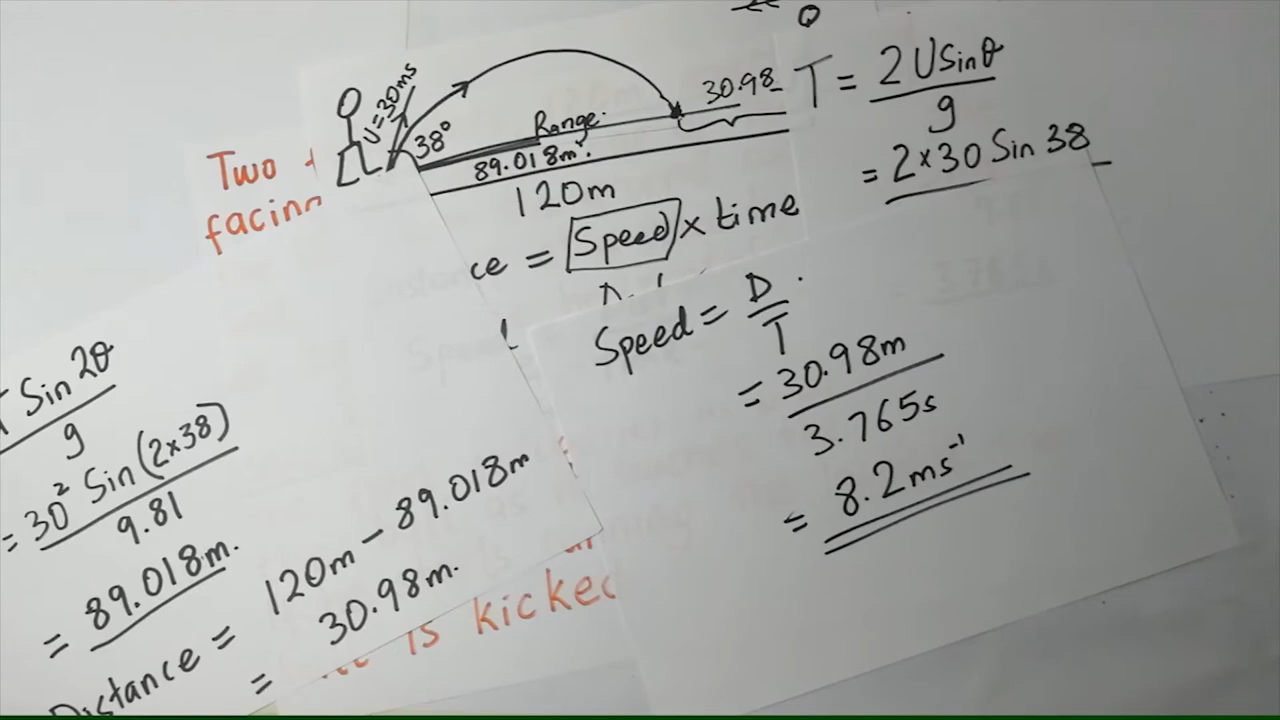 U=30ms
38°
Range:
89.018m.
120m
30.98
Two
facing
T = 2USinθ
g
= 2×30 Sin 38
ce = Speed × time
Speed = D
T
= 30.98m
3.765s
= 8.2ms⁻¹
Sin 2θ
g
= 30² Sin(2×38)
9.81
= 89.018m.
Distance = 120m − 89.018m
= 30.98m.
is kicked